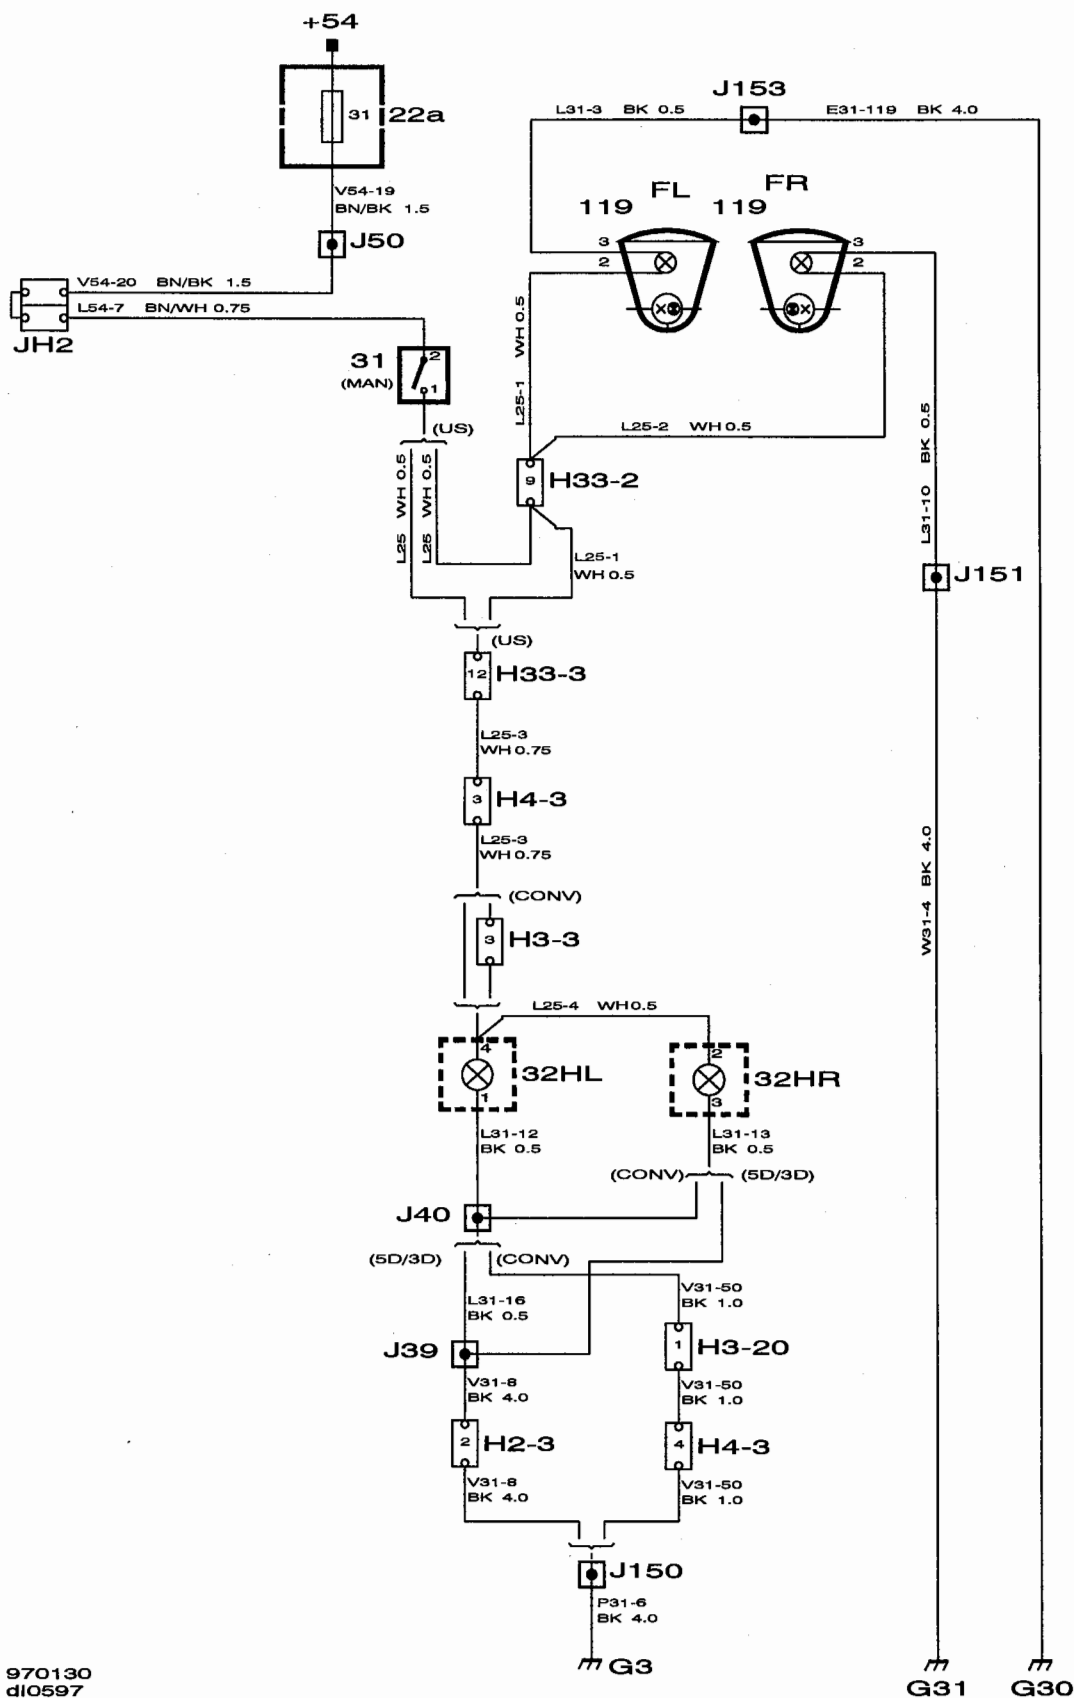 +54
31
22a
V54-19
BN/BK 1.5
J50
V54-20 BN/BK 1.5
L54-7 BN/WH 0.75
JH2
31
(MAN)
2
1
(US)
L25 WH 0.5
L25 WH 0.5
J153
L31-3 BK 0.5
E31-119 BK 4.0
FL
FR
119
119
3
2
3
2
L25-1 WH 0.5
L25-2 WH 0.5
9
H33-2
L31-10 BK 0.5
L25-1
WH 0.5
J151
(US)
12
H33-3
L25-3
WH 0.75
3
H4-3
L25-3
WH 0.75
(CONV)
3
H3-3
W31-4 BK 4.0
L25-4 WH 0.5
4
32HL
1
2
32HR
3
L31-12
BK 0.5
L31-13
BK 0.5
(CONV)
(5D/3D)
J40
(5D/3D)
(CONV)
L31-16
BK 0.5
V31-50
BK 1.0
J39
1
H3-20
V31-8
BK 4.0
V31-50
BK 1.0
2
H2-3
4
H4-3
V31-8
BK 4.0
V31-50
BK 1.0
J150
P31-6
BK 4.0
G3
G31
G30
970130
dl0597